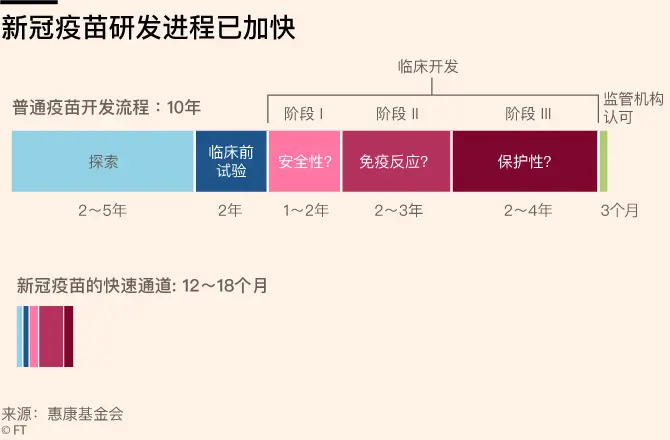 新冠疫苗研发进程已加快
临床开发
普通疫苗开发流程：10年
阶段 I
阶段 II
阶段 III
监管机构
认可
探索
临床前
试验
安全性?
免疫反应?
保护性?
2～5年
2年
1～2年
2～3年
2～4年
3个月
新冠疫苗的快速通道: 12～18个月
来源：惠康基金会
© FT